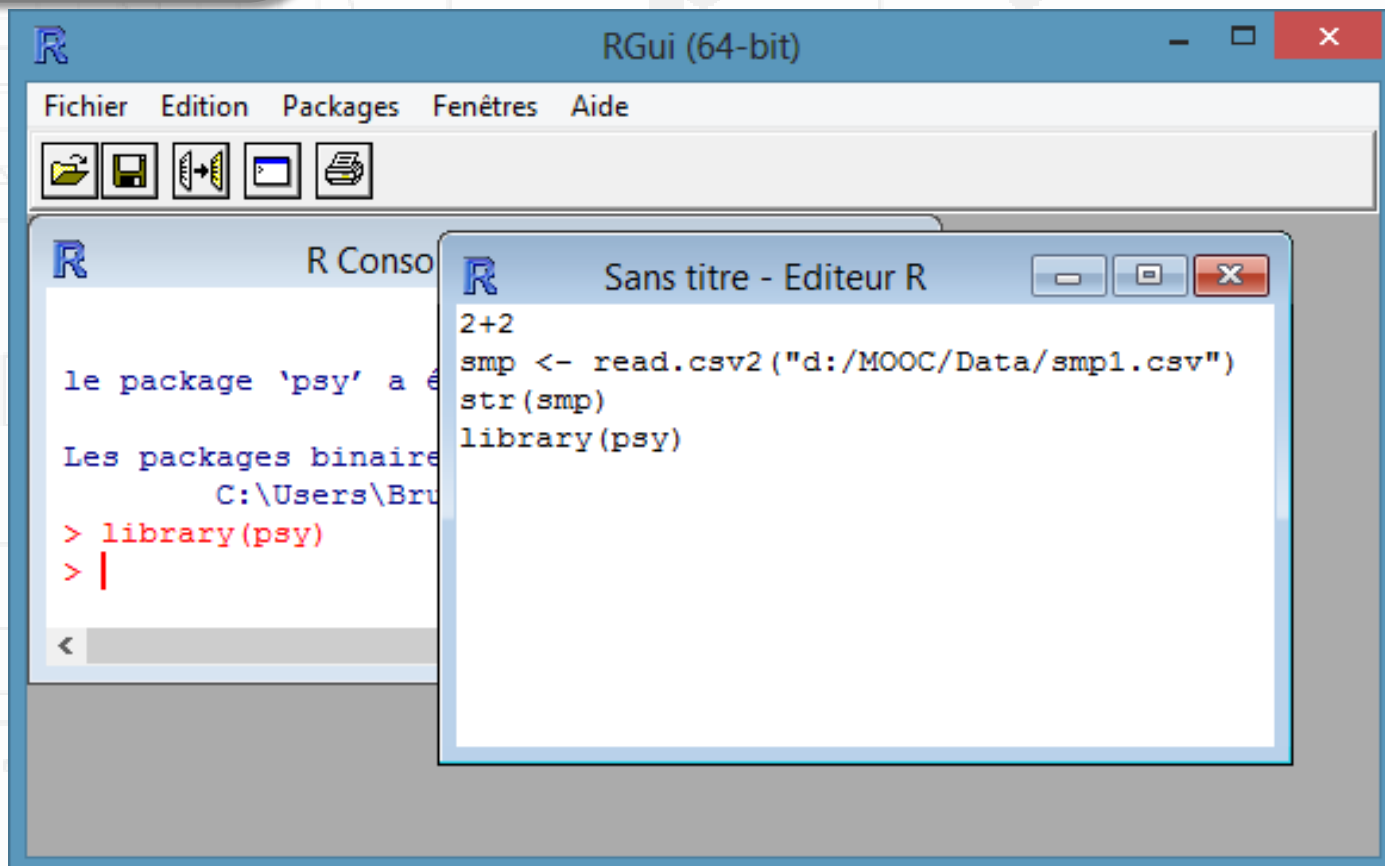 RGui (64-bit)
Fichier Edition Packages Fenêtres Aide
R Conso
le package ‘psy’ a é
Les packages binaire
C:\Users\Bru
> library(psy)
>
Sans titre - Editeur R
2+2
smp <- read.csv2("d:/MOOC/Data/smp1.csv")
str(smp)
library(psy)